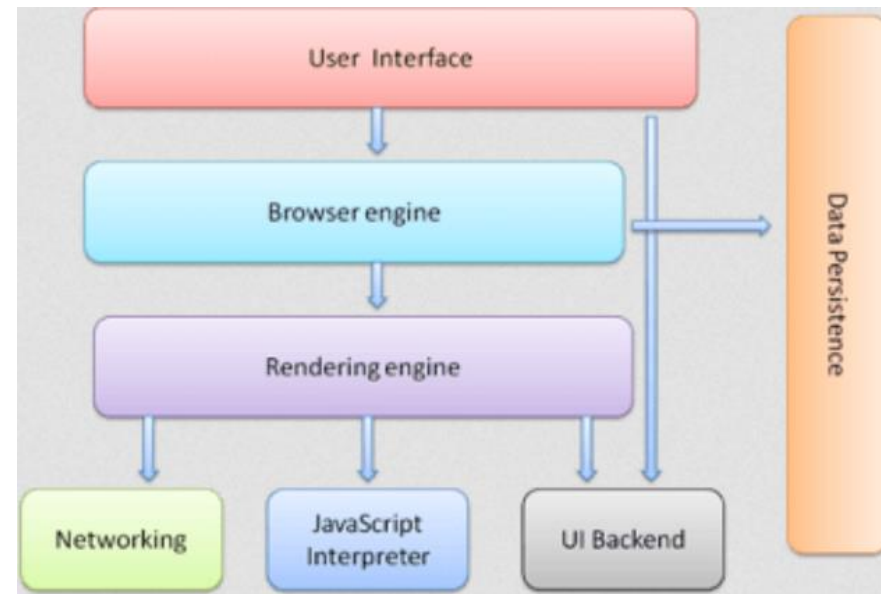 User Interface
Browser engine
Data Persistence
Rendering engine
Networking
JavaScript
Interpreter
UI Backend